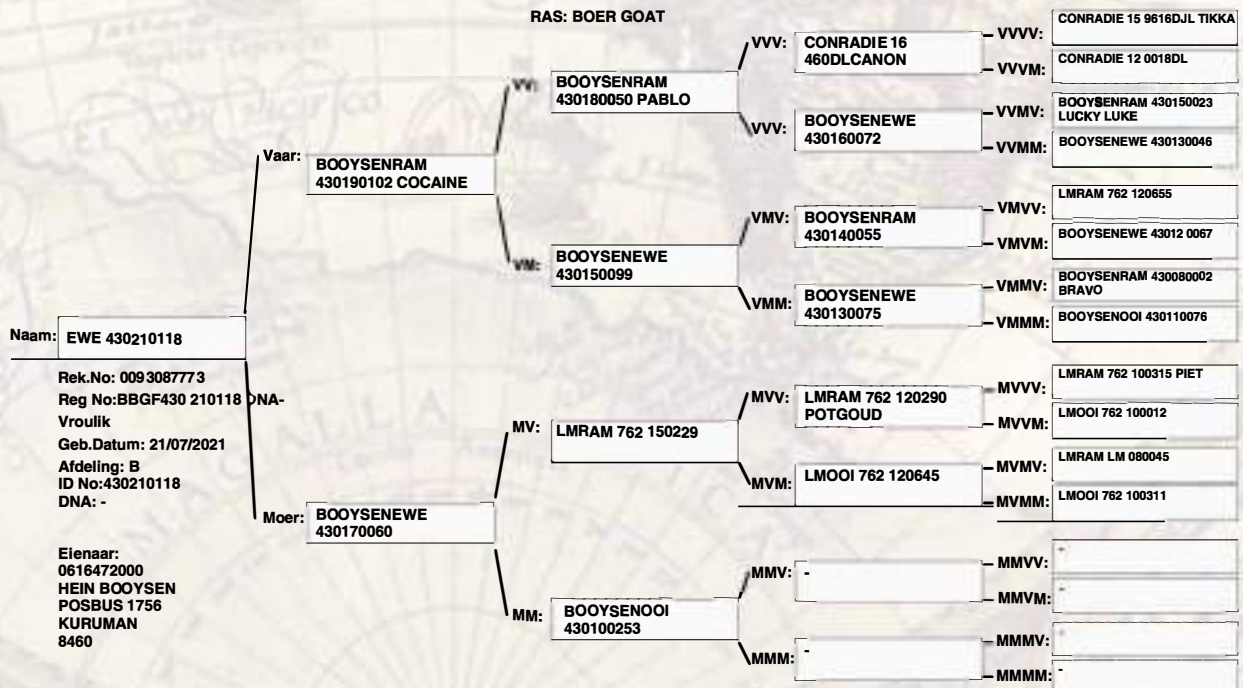 RAS: BOER GOAT
Naam: EWE 430210118
Rek.No: 0093087773
Reg No:BBGF430 210118 DNA-
Vroulik
Geb.Datum: 21/07/2021
Afdeling: B
ID No:430210118
DNA: -
Eienaar:
0616472000
HEIN BOOYSEN
POSBUS 1756
KURUMAN
8460
Vaar: BOOYSENRAM
430190102 COCAINE
Moer: BOOYSENEWE
430170060
VV: BOOYSENRAM
430180050 PABLO
VM: BOOYSENEWE
430150099
MV: LMRAM 762 150229
MM: BOOYSENOOI
430100253
VVV: CONRADIE 16
460DLCANON
VVV: BOOYSENEWE
430160072
VMV: BOOYSENRAM
430140055
VMM: BOOYSENEWE
430130075
MVV: LMRAM 762 120290
POTGOUD
MVM: LMOOI 762 120645
MMV: -
MMM: -
VVVV: CONRADIE 15 9616DJL TIKKA
VVVM: CONRADIE 12 0018DL
VVMV: BOOYSENRAM 430150023
LUCKY LUKE
VVMM: BOOYSENEWE 430130046
VMVV: LMRAM 762 120655
VMVM: BOOYSENEWE 43012 0067
VMMV: BOOYSENRAM 430080002
BRAVO
VMMM: BOOYSENOOI 430110076
MVVV: LMRAM 762 100315 PIET
MVVM: LMOOI 762 100012
MVMV: LMRAM LM 080045
MVMM: LMOOI 762 100311
MMVV: -
MMVM: -
MMMV: -
MMMM: -